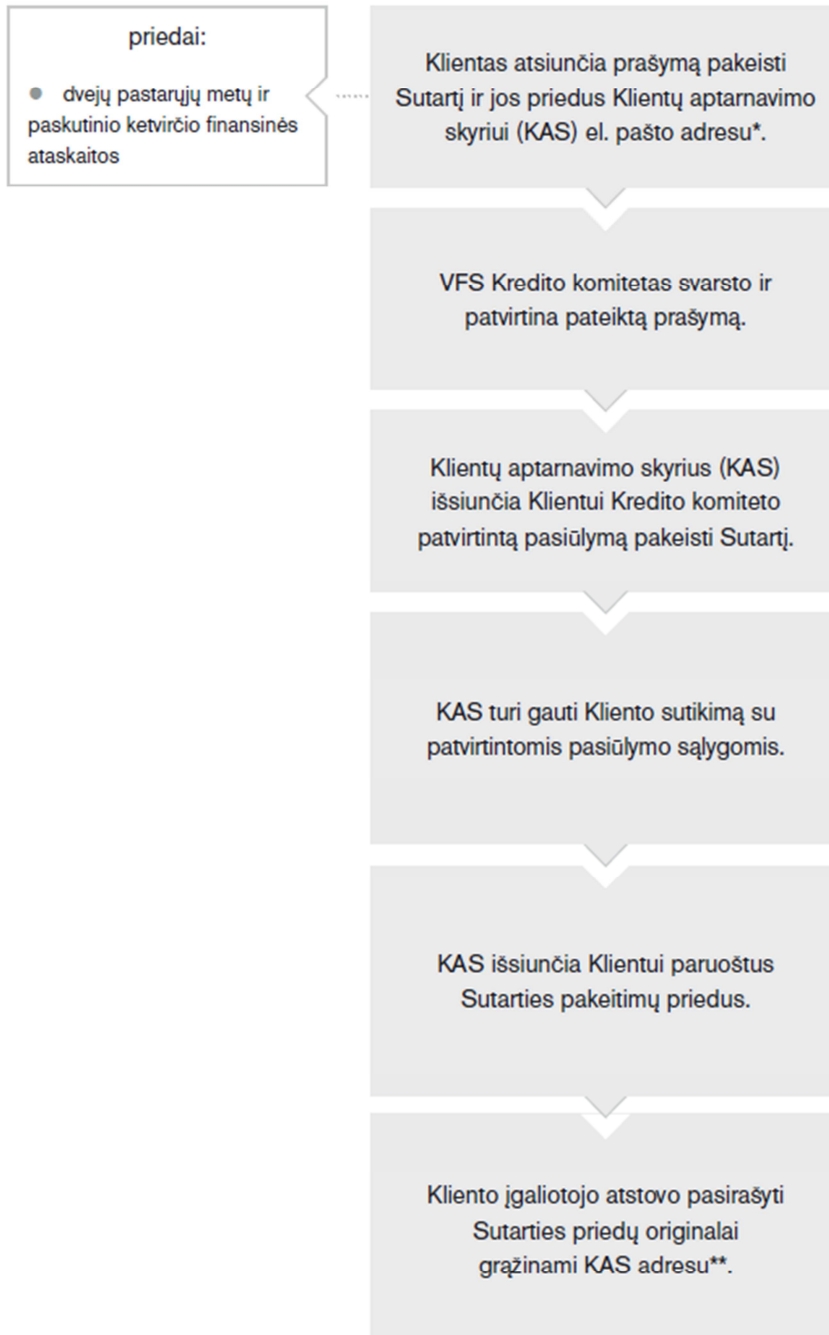 priedai:
● dvejų pastarųjų metų ir
paskutinio ketvirčio finansinės
ataskaitos
Klientas atsiunčia prašymą pakeisti
Sutartį ir jos priedus Klientų aptarnavimo
skyriui (KAS) el. pašto adresu*.
VFS Kredito komitetas svarsto ir
patvirtina pateiktą prašymą.
Klientų aptarnavimo skyrius (KAS)
išsiunčia Klientui Kredito komiteto
patvirtintą pasiūlymą pakeisti Sutartį.
KAS turi gauti Kliento sutikimą su
patvirtintomis pasiūlymo sąlygomis.
KAS išsiunčia Klientui paruoštus
Sutarties pakeitimų priedus.
Kliento įgaliotojo atstovo pasirašyti
Sutarties priedų originalai
grąžinami KAS adresu**.